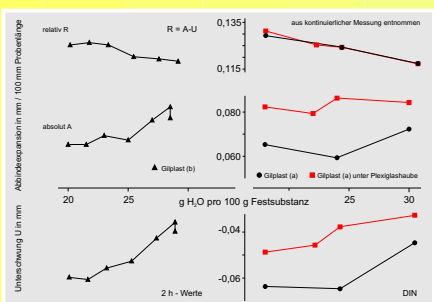 relativ R
R = A-U
0,135
aus kontinuierlicher Messung entnommen
0,115
Abbindeexpansion in mm / 100 mm Probenlänge
absolut A
0,080
0,060
Gilplast (b)
Gilplast (a)
Gilplast (a) unter Plexiglashaube
20
25
25
30
g H₂O pro 100 g Festsubstanz
Unterschwung U in mm
-0,04
-0,06
2 h - Werte
DIN